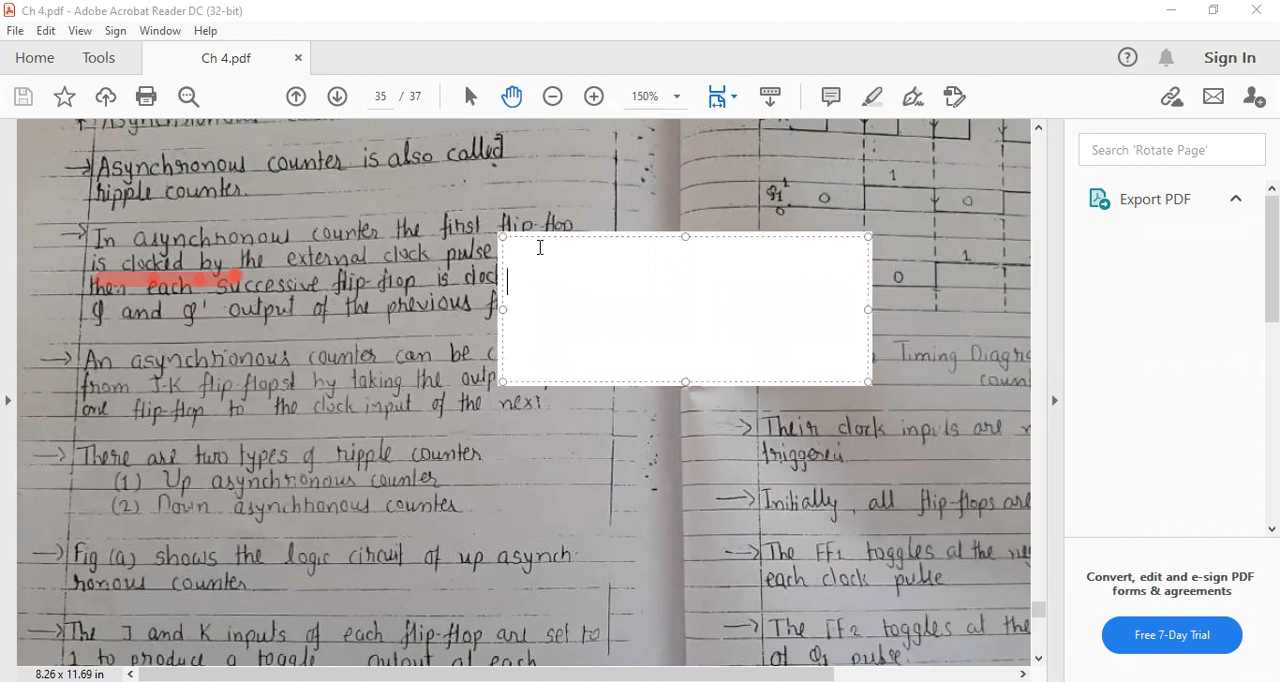 Ch 4.pdf - Adobe Acrobat Reader DC (32-bit)
File Edit View Sign Window Help
Home Tools Ch 4.pdf × Sign In
35 / 37 150%
→ Asynchronous counter is also called
ripple counter.
→ In asynchronous counter the first flip-flop
is clocked by the external clock pulse
then each successive flip-flop is
Q and Q' output of the previous
→ An asynchronous counter can be
from J-K flip-flops by taking the
one flip-flop to the clock input of the next.
→ There are two types of ripple counter
(1) Up asynchronous counter
(2) Down asynchronous counter
→ Fig (a) shows the logic circuit of up asynch-
ronous counter
→ The J and K inputs of each flip-flop are set to
1 to produce a toggle output at each
1
Q1 0 0
0
1
0
Timing
→ Their clock inputs are
→ Initially, all flip-flops are
→ The FF1 toggles at the
each clock pulse
→ The FF2 toggles at the
of Q1 pulse.
Search 'Rotate Page'
Export PDF
Convert, edit and e-sign PDF
forms & agreements
Free 7-Day Trial
8.26 x 11.69 in